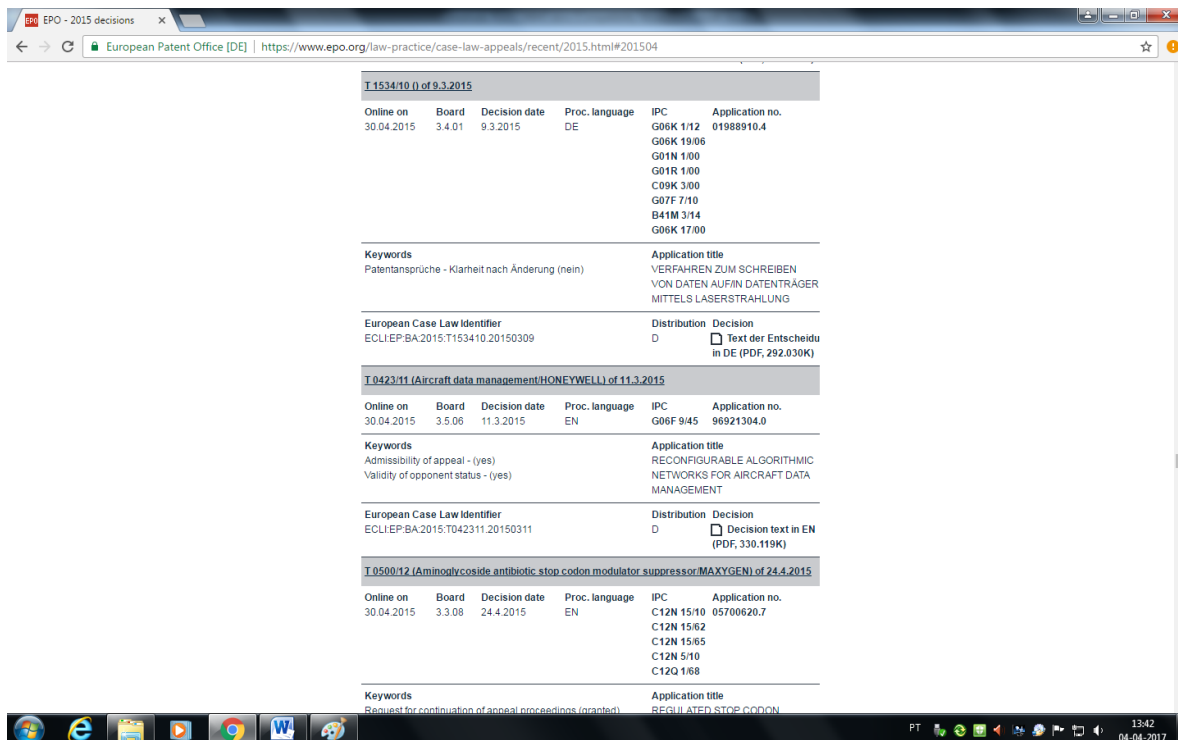 EPO EPO - 2015 decisions
European Patent Office [DE] https://www.epo.org/law-practice/case-law-appeals/recent/2015.html#201504
T 1534/10 () of 9.3.2015
Online on Board Decision date Proc. language IPC Application no.
30.04.2015 3.4.01 9.3.2015 DE G06K 1/12 01988910.4
G06K 19/06
G01N 1/00
G01R 1/00
C09K 3/00
G07F 7/10
B41M 3/14
G06K 17/00
Keywords Application title
Patentansprüche - Klarheit nach Änderung (nein) VERFAHREN ZUM SCHREIBEN
VON DATEN AUF/IN DATENTRÄGER
MITTELS LASERSTRAHLUNG
European Case Law Identifier Distribution Decision
ECLI:EP:BA:2015:T153410.20150309 D Text der Entscheidu
in DE (PDF, 292.030K)
T 0423/11 (Aircraft data management/HONEYWELL) of 11.3.2015
Online on Board Decision date Proc. language IPC Application no.
30.04.2015 3.5.06 11.3.2015 EN G06F 9/45 96921304.0
Keywords Application title
Admissibility of appeal - (yes) RECONFIGURABLE ALGORITHMIC
Validity of opponent status - (yes) NETWORKS FOR AIRCRAFT DATA
MANAGEMENT
European Case Law Identifier Distribution Decision
ECLI:EP:BA:2015:T042311.20150311 D Decision text in EN
(PDF, 330.119K)
T 0500/12 (Aminoglycoside antibiotic stop codon modulator suppressor/MAXYGEN) of 24.4.2015
Online on Board Decision date Proc. language IPC Application no.
30.04.2015 3.3.08 24.4.2015 EN C12N 15/10 05700620.7
C12N 15/62
C12N 15/65
C12N 5/10
C12Q 1/68
Keywords Application title
Request for continuation of appeal proceedings (granted) REGULATED STOP CODON
PT 13:42
04-04-2017